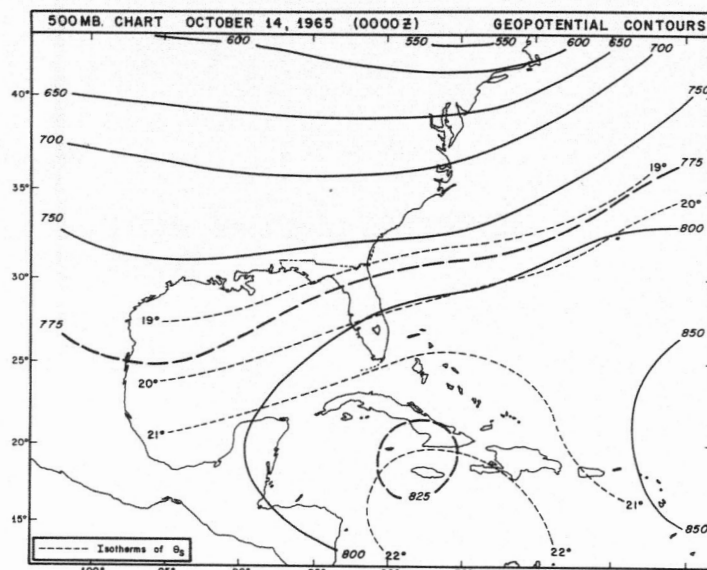 500MB. CHART OCTOBER 14, 1965 (0000Z) GEOPOTENTIAL CONTOURS
600 550 550 600 650 700
40° 650 750
700 19° 775
35° 20°
750 800
30°
775 19° 850
25° 20°
21°
20°
825 21°
15° 850
800 22° 22°
Isotherms of θs